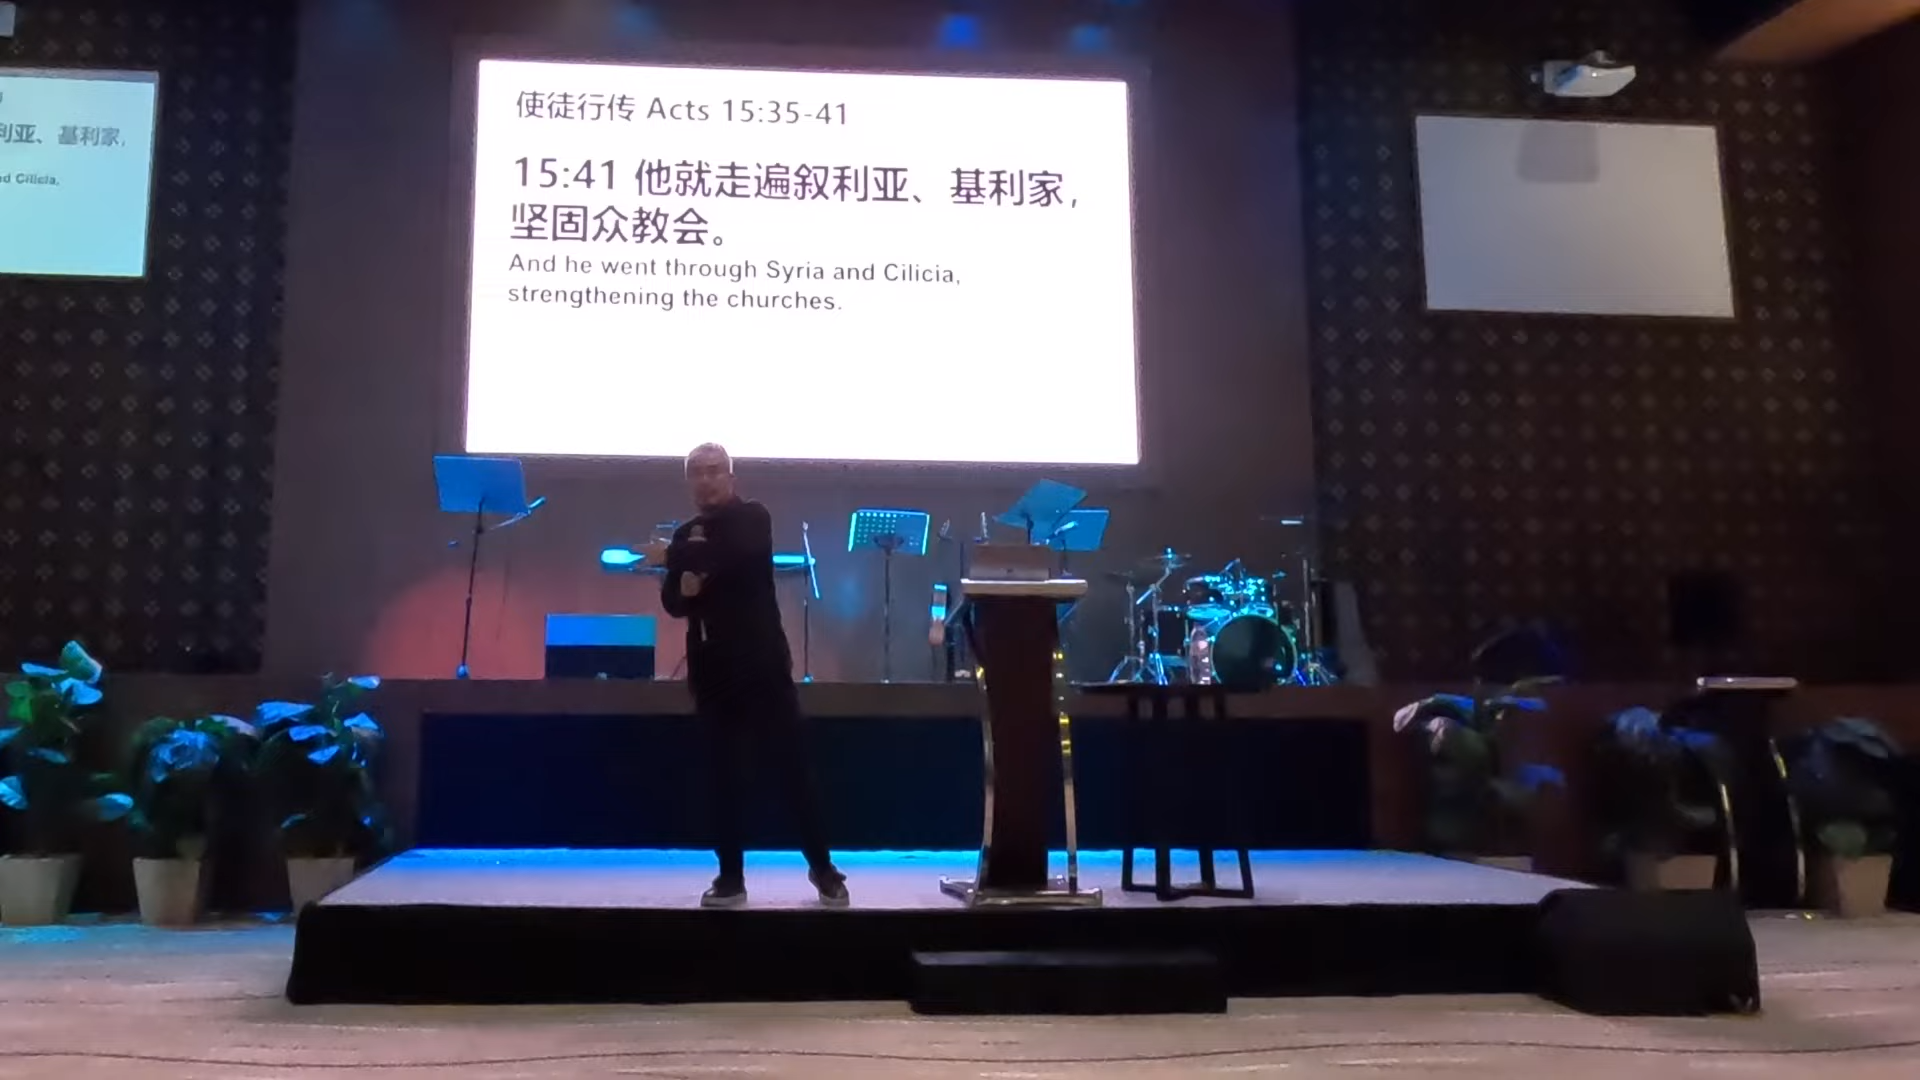 使徒行传 Acts 15:35-41
15:41 他就走遍叙利亚、基利家，
坚固众教会。
And he went through Syria and Cilicia,
strengthening the churches.
利亚、基利家，
Cilicia,